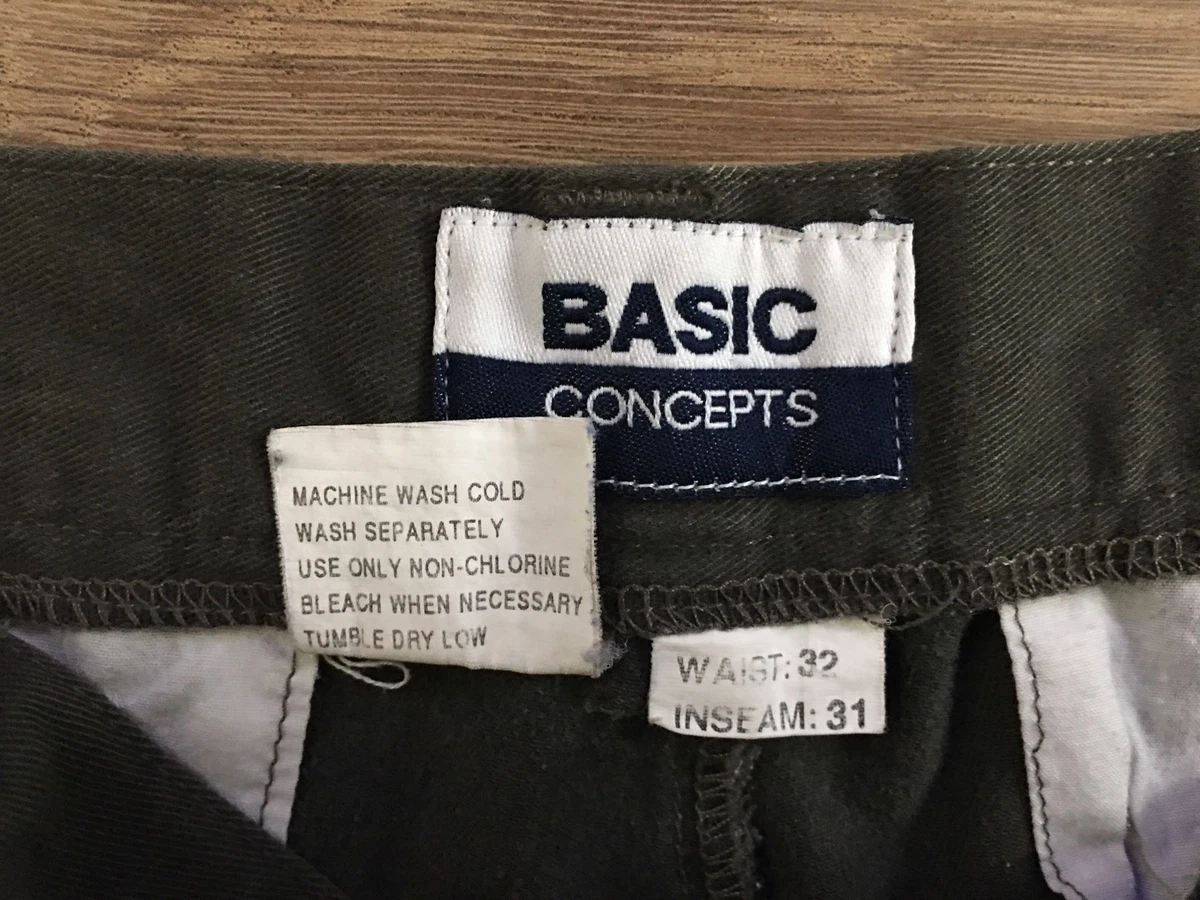 BASIC
CONCEPTS
MACHINE WASH COLD
WASH SEPARATELY
USE ONLY NON-CHLORINE
BLEACH WHEN NECESSARY
TUMBLE DRY LOW
WAIST: 32
INSEAM: 31